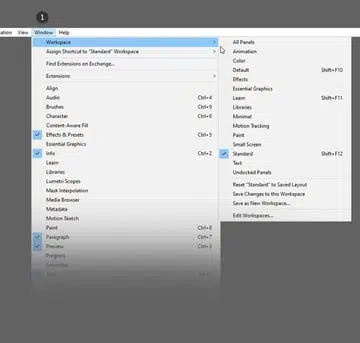 1
ation View Window Help
Workspace
Assign Shortcut to "Standard" Workspace
Find Extensions on Exchange...
Extensions
Align
Audio Ctrl+4
Brushes Ctrl+9
Character Ctrl+6
Content-Aware Fill
Effects & Presets Ctrl+5
Essential Graphics
Info Ctrl+2
Learn
Libraries
Lumetri Scopes
Mask Interpolation
Media Browser
Metadata
Motion Sketch
Paint Ctrl+8
Paragraph Ctrl+7
Preview Ctrl+3
Progress
All Panels
Animation
Color
Default Shift+F10
Effects
Essential Graphics
Learn Shift+F11
Libraries
Minimal
Motion Tracking
Paint
Small Screen
Standard Shift+F12
Text
Undocked Panels
Reset "Standard" to Saved Layout
Save Changes to this Workspace
Save as New Workspace...
Edit Workspaces...